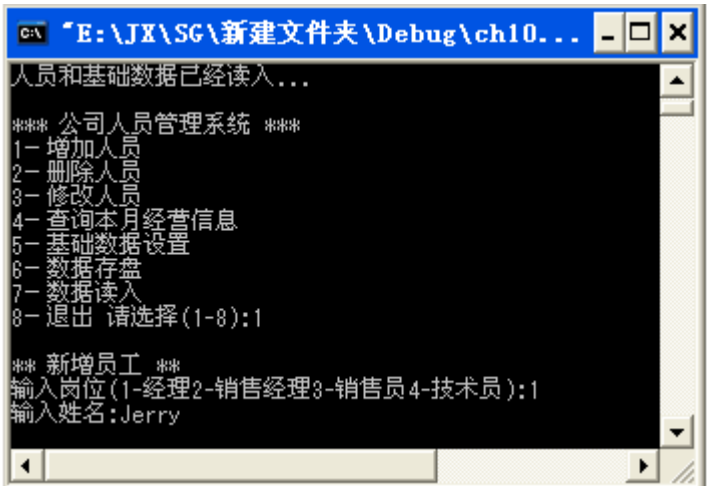 "E:\JX\SG\新建文件夹\Debug\ch10...
人员和基础数据已经读入...
*** 公司人员管理系统 ***
1- 增加人员
2- 删除人员
3- 修改人员
4- 查询本月经营信息
5- 基础数据设置
6- 数据存盘
7- 数据读入
8- 退出 请选择(1-8):1
** 新增员工 **
输入岗位(1-经理2-销售经理3-销售员4-技术员):1
输入姓名:Jerry